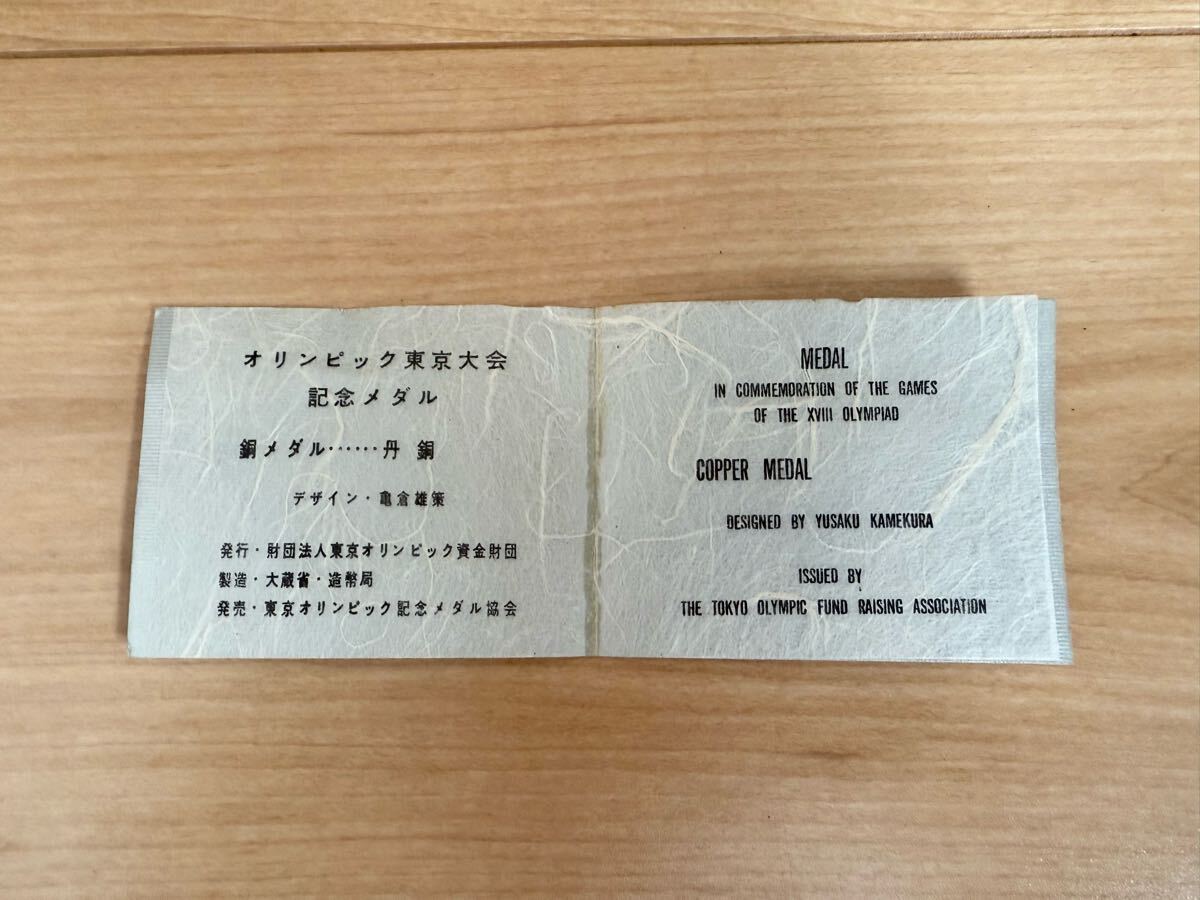 オリンピック東京大会
記念メダル
銅メダル……丹 銅
デザイン・亀倉雄策
発行・財団法人東京オリンピック資金財団
製造・大蔵省・造幣局
発売・東京オリンピック記念メダル協会
MEDAL
IN COMMEMORATION OF THE GAMES
OF THE XVIII OLYMPIAD
COPPER MEDAL
DESIGNED BY YUSAKU KAMEKURA
ISSUED BY
THE TOKYO OLYMPIC FUND RAISING ASSOCIATION